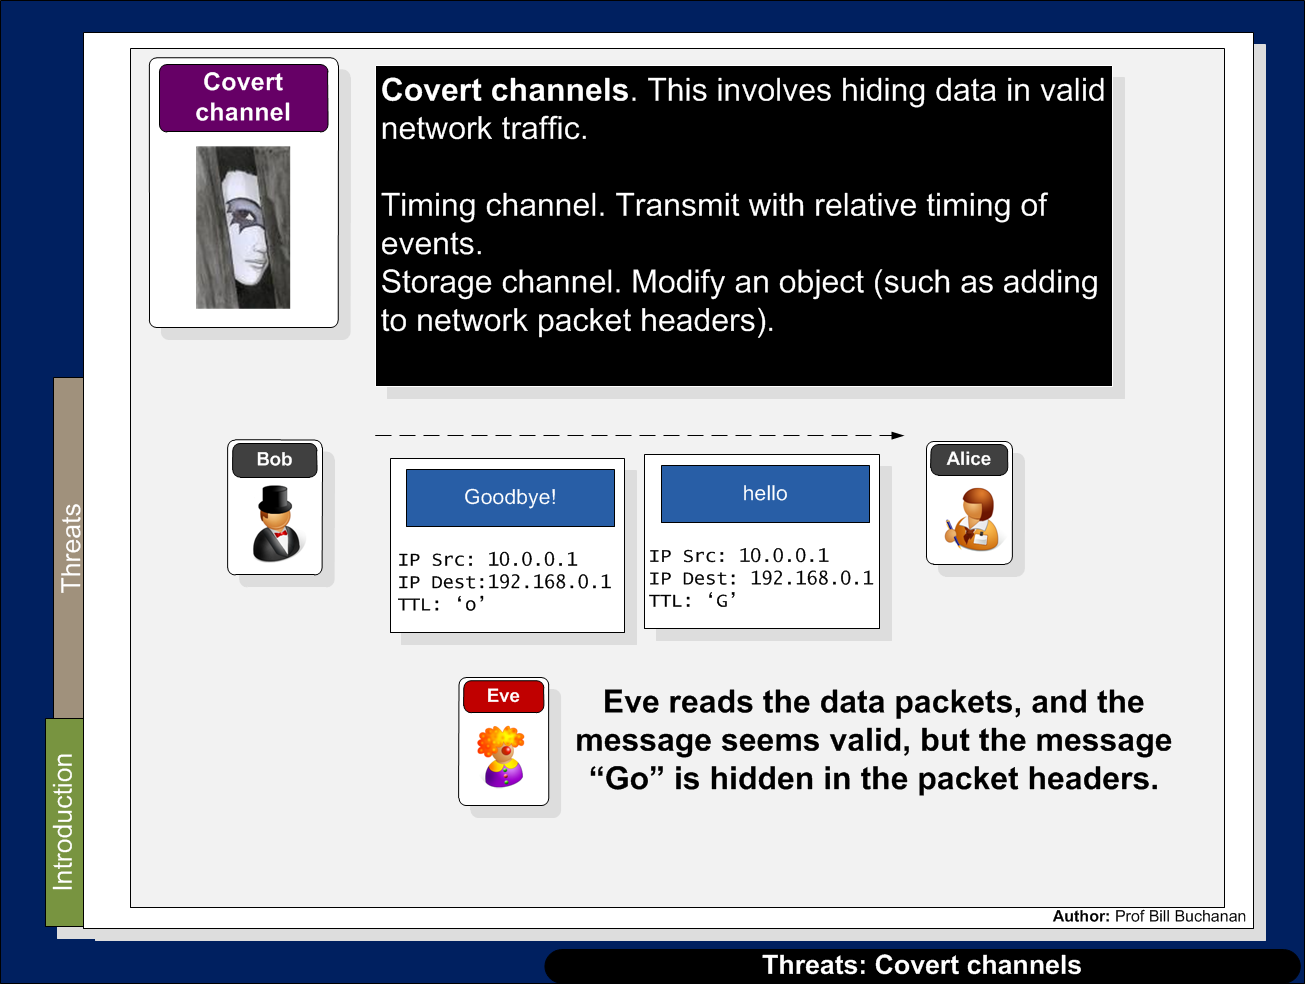 Covert
channel
Covert channels. This involves hiding data in valid
network traffic.
Timing channel. Transmit with relative timing of
events.
Storage channel. Modify an object (such as adding
to network packet headers).
Bob
Goodbye!
IP Src: 10.0.0.1
IP Dest:192.168.0.1
TTL: ‘o’
hello
IP Src: 10.0.0.1
IP Dest: 192.168.0.1
TTL: ‘G’
Alice
Eve
Eve reads the data packets, and the
message seems valid, but the message
“Go” is hidden in the packet headers.
Threats
Introduction
Author: Prof Bill Buchanan
Threats: Covert channels